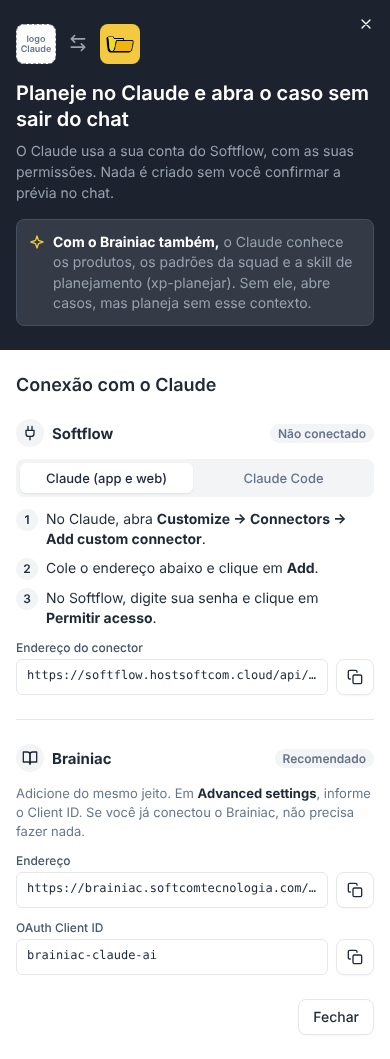 logo
Claude
Planeje no Claude e abra o caso sem
sair do chat
O Claude usa a sua conta do Softflow, com as suas
permissões. Nada é criado sem você confirmar a
prévia no chat.
Com o Brainiac também, o Claude conhece
os produtos, os padrões da squad e a skill de
planejamento (xp-planejar). Sem ele, abre
casos, mas planeja sem esse contexto.
Conexão com o Claude
Softflow
Não conectado
Claude (app e web)
Claude Code
1 No Claude, abra Customize → Connectors →
Add custom connector.
2 Cole o endereço abaixo e clique em Add.
3 No Softflow, digite sua senha e clique em
Permitir acesso.
Endereço do conector
https://softflow.hostsoftcom.cloud/api/…
Brainiac
Recomendado
Adicione do mesmo jeito. Em Advanced settings, informe
o Client ID. Se você já conectou o Brainiac, não precisa
fazer nada.
Endereço
https://brainiac.softcomtecnologia.com/…
OAuth Client ID
brainiac-claude-ai
Fechar